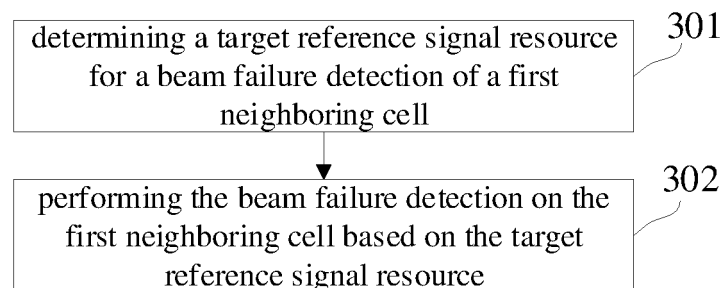 determining a target reference signal resource
for a beam failure detection of a first
neighboring cell
301
performing the beam failure detection on the
first neighboring cell based on the target
reference signal resource
302